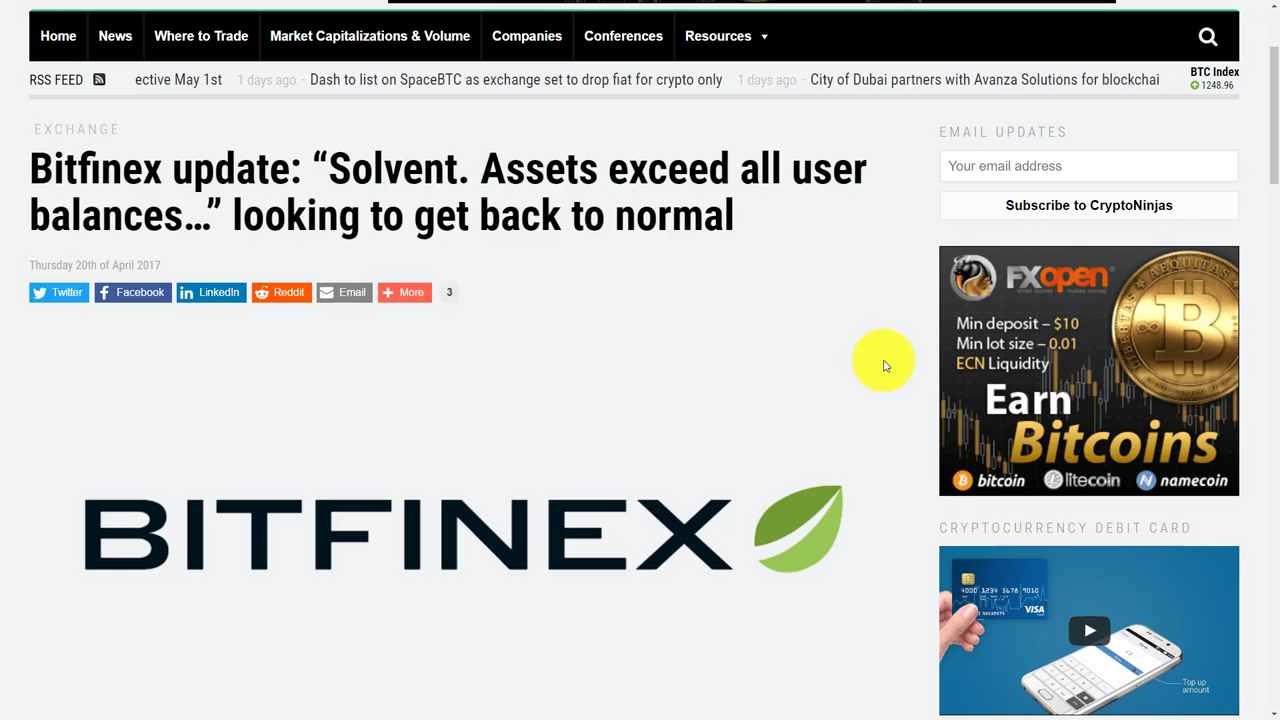 Home News Where to Trade Market Capitalizations & Volume Companies Conferences Resources
RSS FEED ective May 1st 1 days ago - Dash to list on SpaceBTC as exchange set to drop fiat for crypto only 1 days ago - City of Dubai partners with Avanza Solutions for blockchai
BTC Index
1248.96
EXCHANGE
Bitfinex update: “Solvent. Assets exceed all user
balances…” looking to get back to normal
Thursday 20th of April 2017
Twitter Facebook LinkedIn Reddit Email More 3
BITFINEX
EMAIL UPDATES
Your email address
Subscribe to CryptoNinjas
FXopen
Min deposit – $10
Min lot size – 0.01
ECN Liquidity
Earn
Bitcoins
bitcoin litecoin namecoin
CRYPTOCURRENCY DEBIT CARD
4000 1234 5678 9010
VISA
Top up
amount